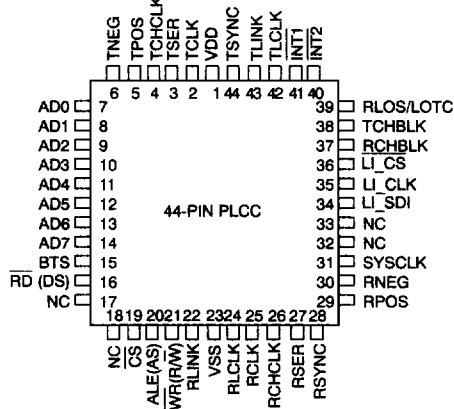 TNEG TPOS TCHCLK TSER TCLK VDD TSYNC TLINK TLCLK INT1 INT2
6 5 4 3 2 1 44 43 42 41 40
AD0 7
AD1 8
AD2 9
AD3 10
AD4 11
AD5 12
AD6 13
AD7 14
BTS 15
RD (DS) 16
NC 17
44-PIN PLCC
39 RLOS/LOTC
38 TCHBLK
37 RCHBLK
36 LI_CS
35 LI_CLK
34 LI_SDI
33 NC
32 NC
31 SYSCLK
30 RNEG
29 RPOS
18 19 20 21 22 23 24 25 26 27 28
NC CS ALE(AS) WR(R/W) RLINK VSS RLCLK RCLK RCHCLK RSER RSYNC